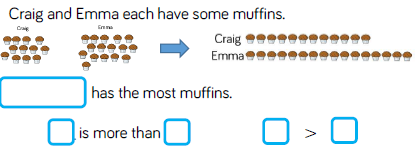 Craig and Emma each have some muffins.
Craig Emma
Craig
Emma
has the most muffins.
is more than
>